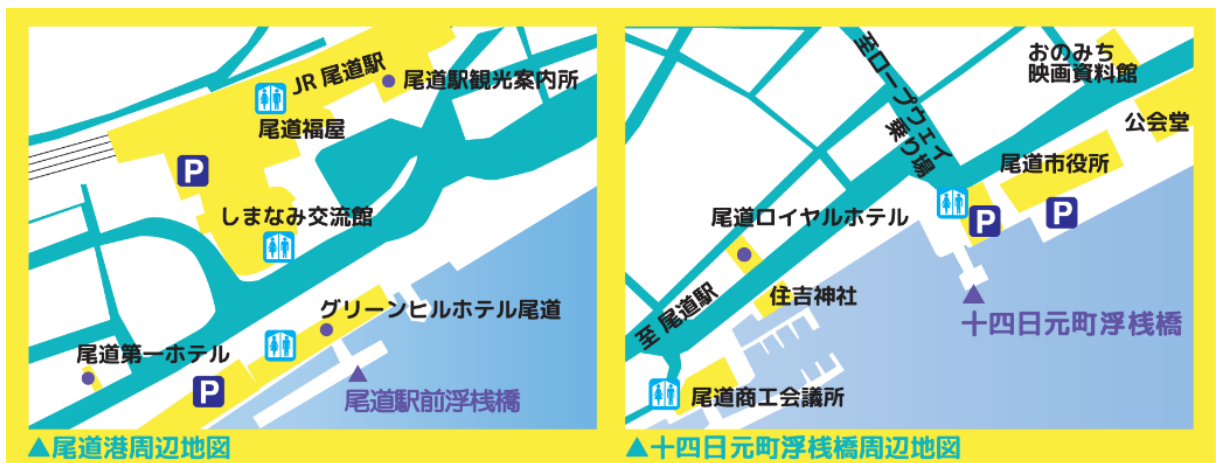 JR 尾道駅
尾道駅観光案内所
尾道福屋
P
しまなみ交流館
グリーンヒルホテル尾道
尾道第一ホテル
P
尾道駅前浮桟橋
▲尾道港周辺地図
至ロープウェイ
乗り場
おのみち
映画資料館
公会堂
尾道市役所
尾道ロイヤルホテル
P
P
住吉神社
至 尾道駅
十四日元町浮桟橋
尾道商工会議所
▲十四日元町浮桟橋周辺地図